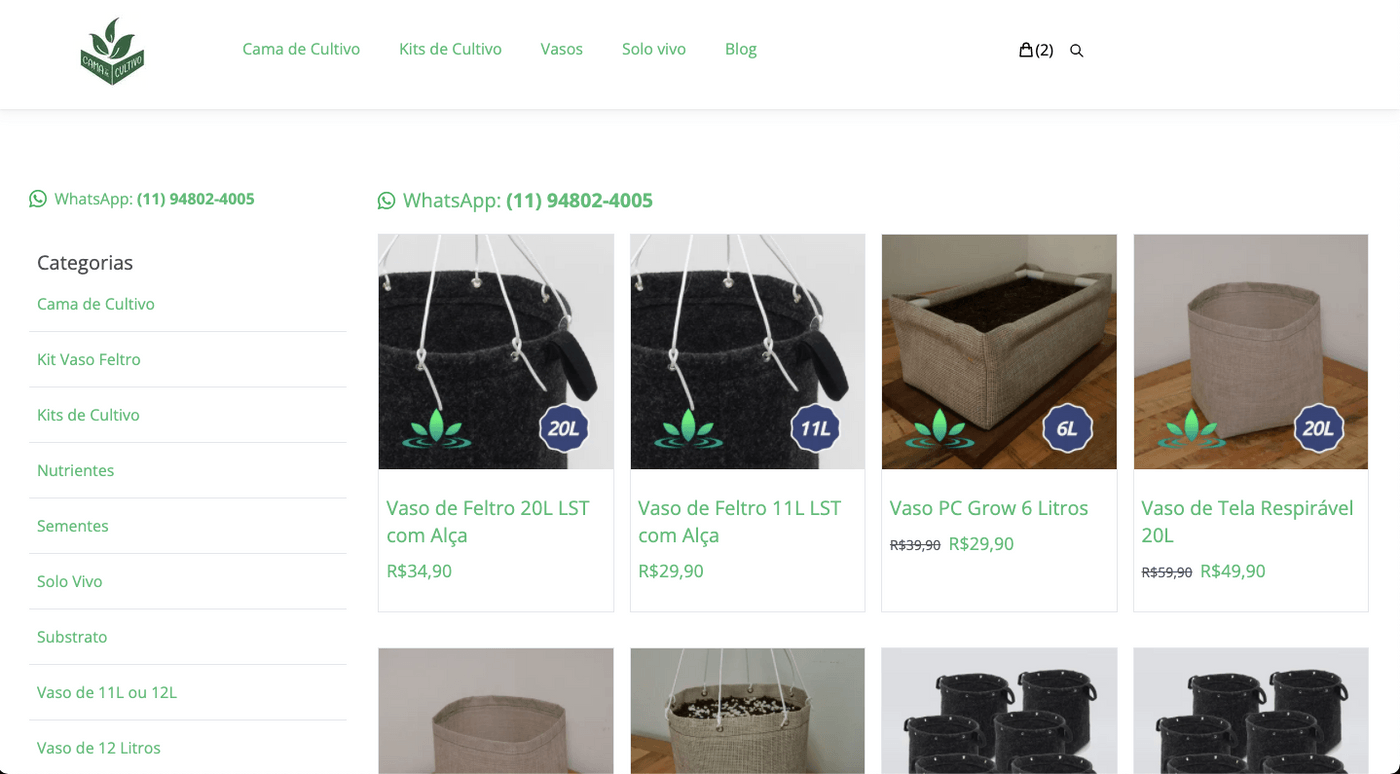 CAMA & CULTIVO
Cama de Cultivo
Kits de Cultivo
Vasos
Solo vivo
Blog
(2)
WhatsApp: (11) 94802-4005
Categorias
Cama de Cultivo
Kit Vaso Feltro
Kits de Cultivo
Nutrientes
Sementes
Solo Vivo
Substrato
Vaso de 11L ou 12L
Vaso de 12 Litros
WhatsApp: (11) 94802-4005
20L
Vaso de Feltro 20L LST
com Alça
R$34,90
11L
Vaso de Feltro 11L LST
com Alça
R$29,90
6L
Vaso PC Grow 6 Litros
R$39,90 R$29,90
20L
Vaso de Tela Respirável
20L
R$59,90 R$49,90